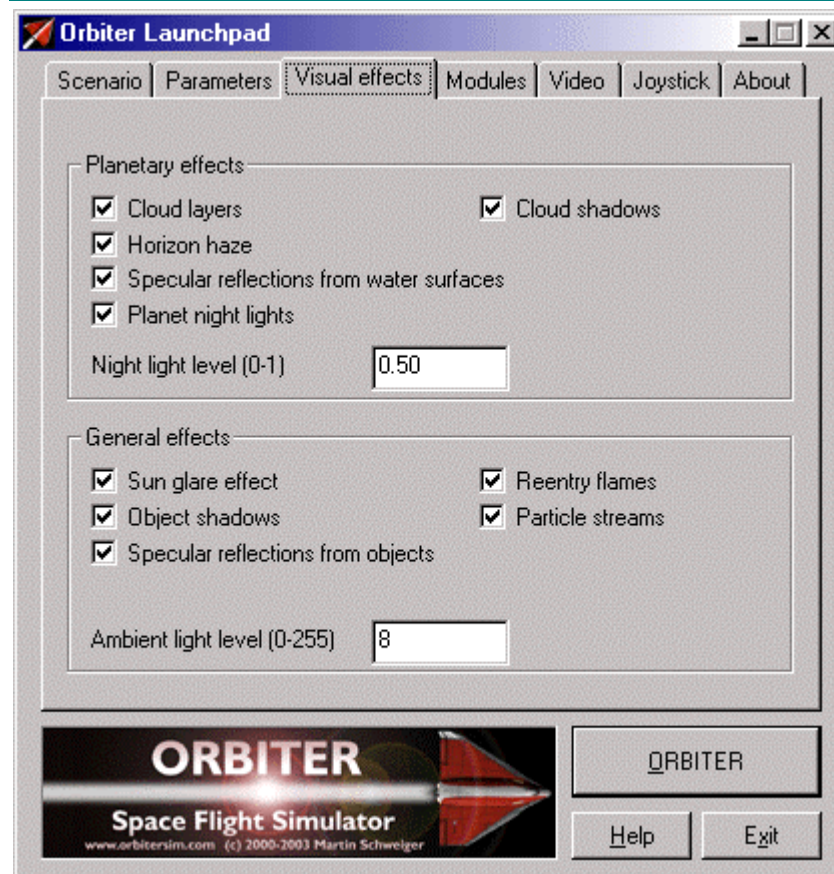 Orbiter Launchpad
Scenario Parameters Visual effects Modules Video Joystick About
Planetary effects
Cloud layers Cloud shadows
Horizon haze
Specular reflections from water surfaces
Planet night lights
Night light level (0-1) 0.50
General effects
Sun glare effect Reentry flames
Object shadows Particle streams
Specular reflections from objects
Ambient light level (0-255) 8
ORBITER
Space Flight Simulator
www.orbitersim.com (c) 2000-2003 Martin Schweiger
ORBITER
Help Exit